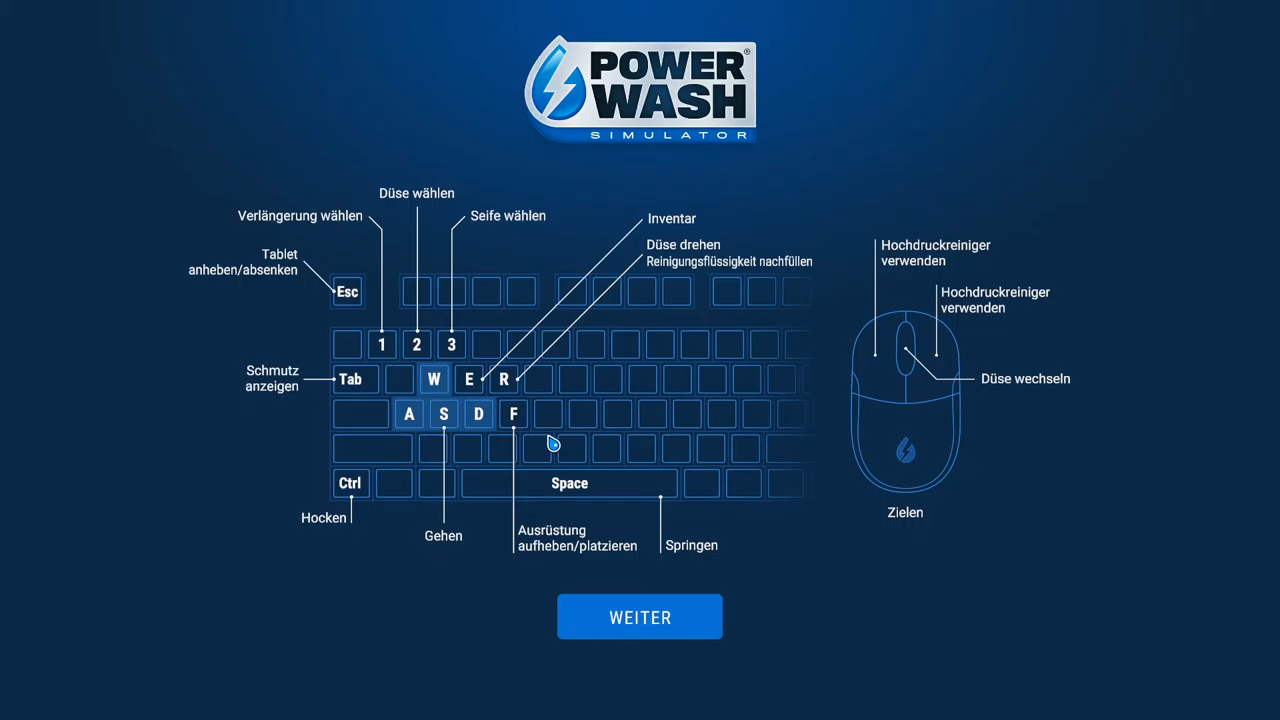 POWER®
WASH
SIMULATOR
Düse wählen
Verlängerung wählen
Seife wählen
Inventar
Tablet
anheben/absenken
Düse drehen
Reinigungsflüssigkeit nachfüllen
Hochdruckreiniger
verwenden
Hochdruckreiniger
verwenden
Esc
1 2 3
Schmutz
anzeigen
Tab W E R
Düse wechseln
A S D F
Ctrl Space
Hocken
Gehen
Ausrüstung
aufheben/platzieren
Springen
Zielen
WEITER